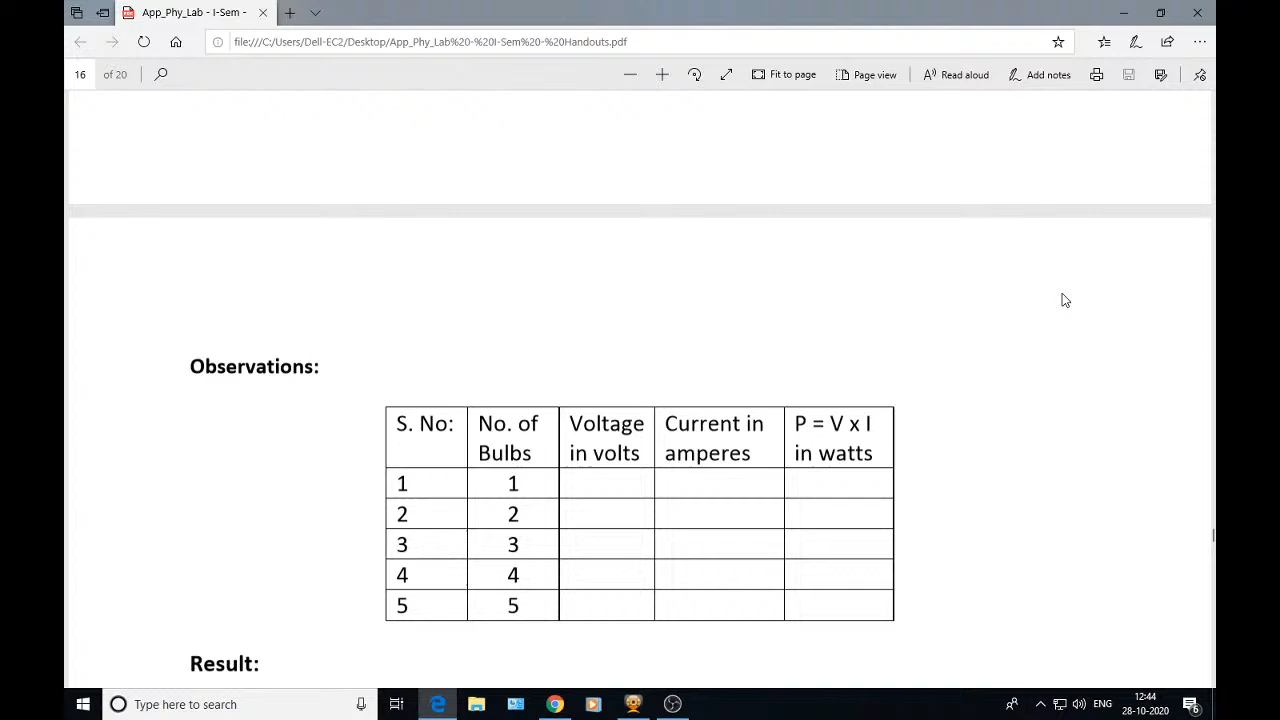 App_Phy_Lab - I-Sem -
file:///C:/Users/Dell-EC2/Desktop/App_Phy_Lab%20-%20I-Sem%20-%20Handouts.pdf
16 of 20 Fit to page Page view Read aloud Add notes
Observations:
S. No: No. of Bulbs Voltage in volts Current in amperes P = V x I in watts
1 1
2 2
3 3
4 4
5 5
Result:
Type here to search ENG 12:44
28-10-2020